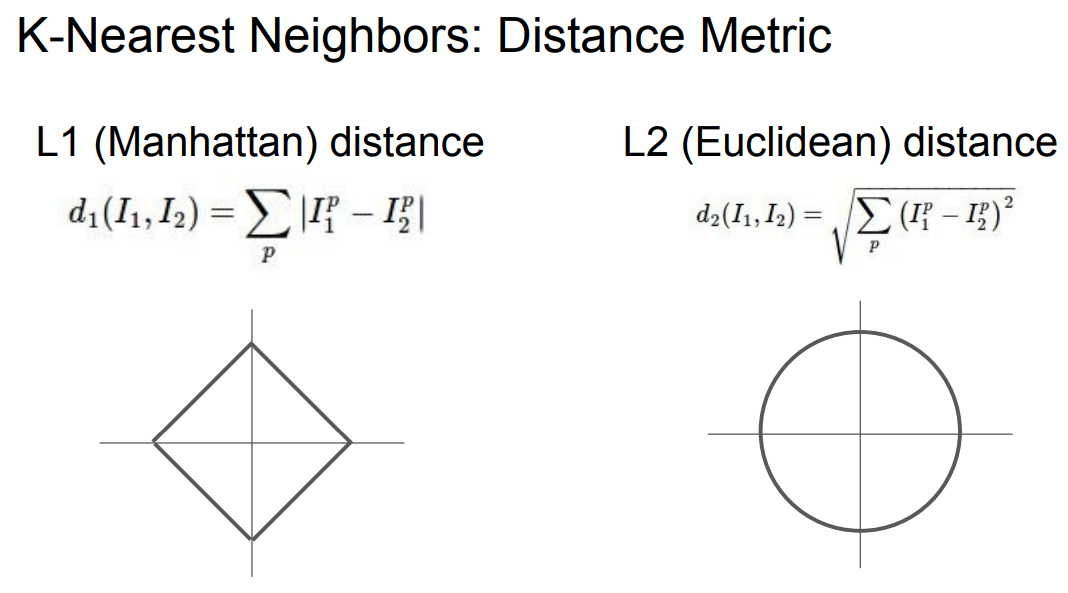 K-Nearest Neighbors: Distance Metric
L1 (Manhattan) distance
d₁(I₁, I₂) = ∑ₚ |I₁ᵖ − I₂ᵖ|
L2 (Euclidean) distance
d₂(I₁, I₂) = √(∑ₚ (I₁ᵖ − I₂ᵖ)²)